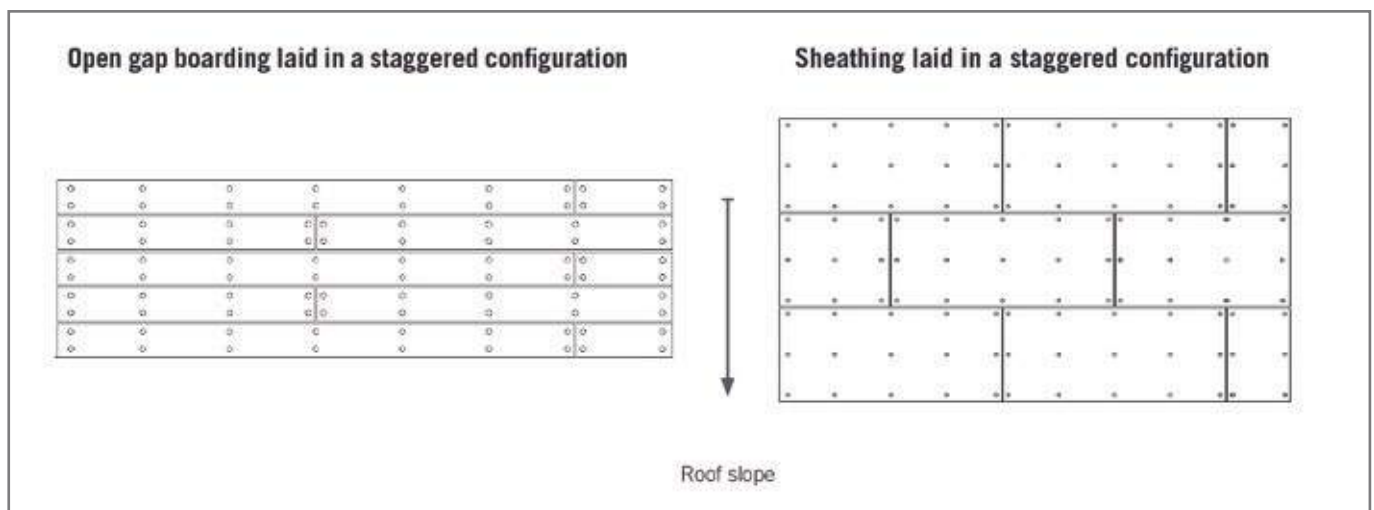 Open gap boarding laid in a staggered configuration
Sheathing laid in a staggered configuration
Roof slope